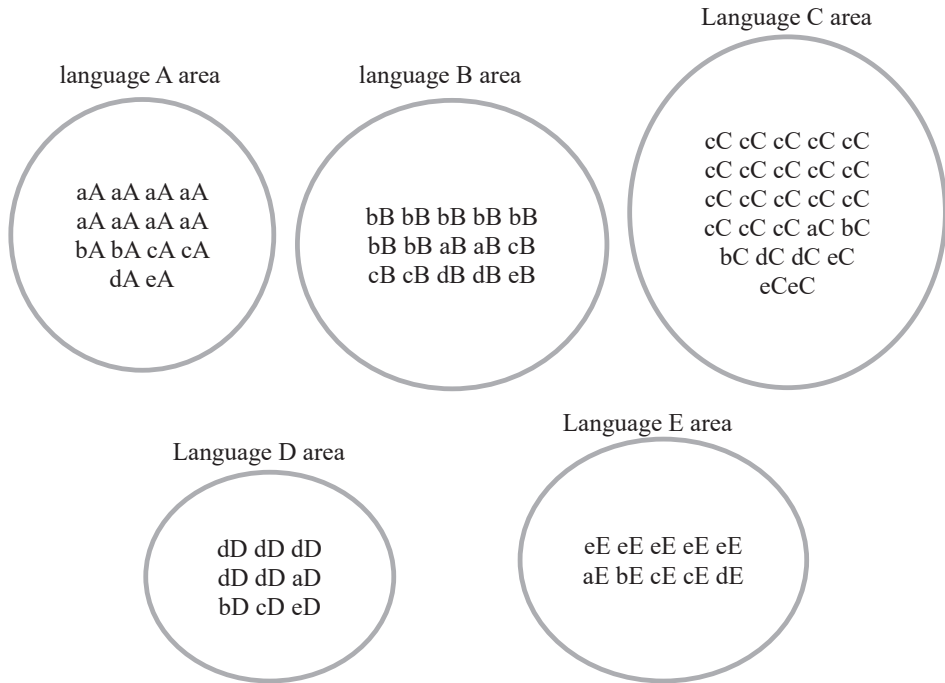 Language C area
language A area
language B area
cC cC cC cC cC
cC cC cC cC cC
cC cC cC cC cC
cC cC cC aC bC
bC dC dC eC
eCeC
aA aA aA aA
aA aA aA aA
bA bA cA cA
dA eA
bB bB bB bB bB
bB bB aB aB cB
cB cB dB dB eB
Language D area
Language E area
dD dD dD
dD dD aD
bD cD eD
eE eE eE eE eE
aE bE cE cE dE